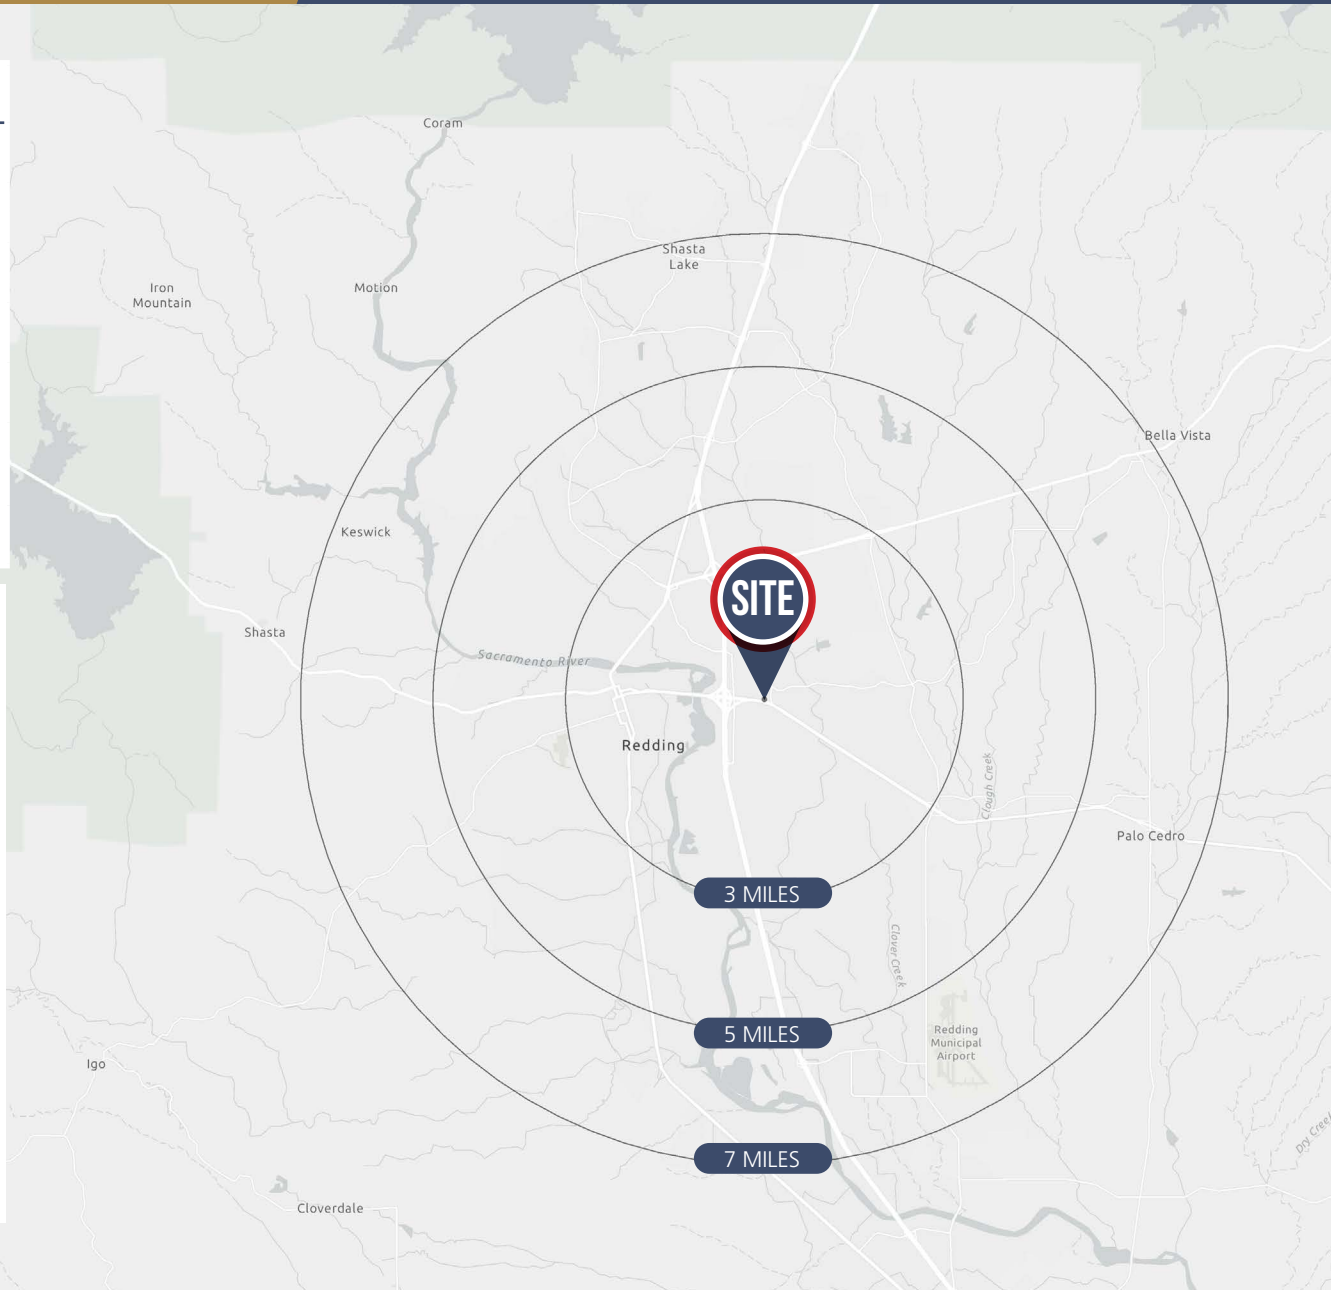 Coram
Shasta
Lake
Iron
Mountain
Motion
Bella Vista
Keswick
SITE
Shasta
Sacramento River
Redding
Clough Creek
Palo Cedro
3 MILES
Clover Creek
5 MILES
Redding
Municipal
Airport
Igo
Dry Creek
7 MILES
Cloverdale